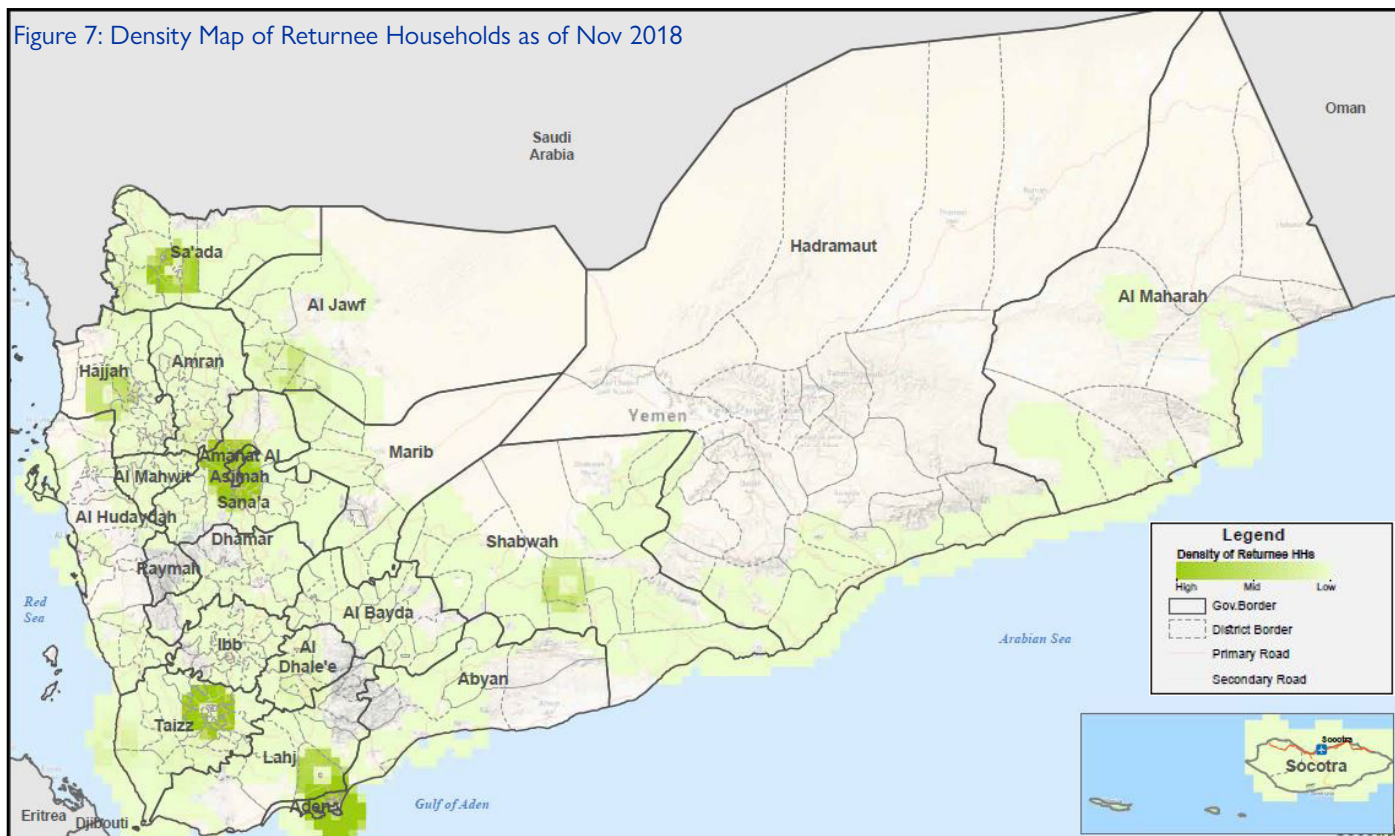 Figure 7: Density Map of Returnee Households as of Nov 2018
Oman
Saudi
Arabia
Sa'ada
Hadramaut
Al Jawf
Al Maharah
Amran
Hajjah
Yemen
Marib
Amanat Al
Asimah
Al Mahwit
Sana'a
Al Hudaydah
Shabwah
Dhamar
Raymah
Red
Sea
Al Bayda
Ibb
Al
Dhale'e
Arabian Sea
Abyan
Taizz
Lahj
Aden
Gulf of Aden
Eritrea
Djibouti
Legend
Density of Returnee HHs
High Mid Low
Gov.Border
District Border
Primary Road
Secondary Road
Socotra
Socotra